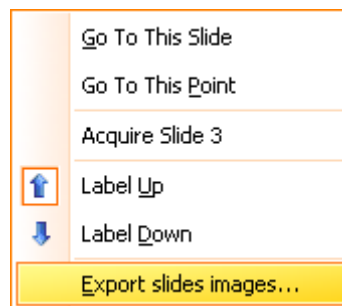 Go To This Slide
Go To This Point
Acquire Slide 3
Label Up
Label Down
Export slides images...